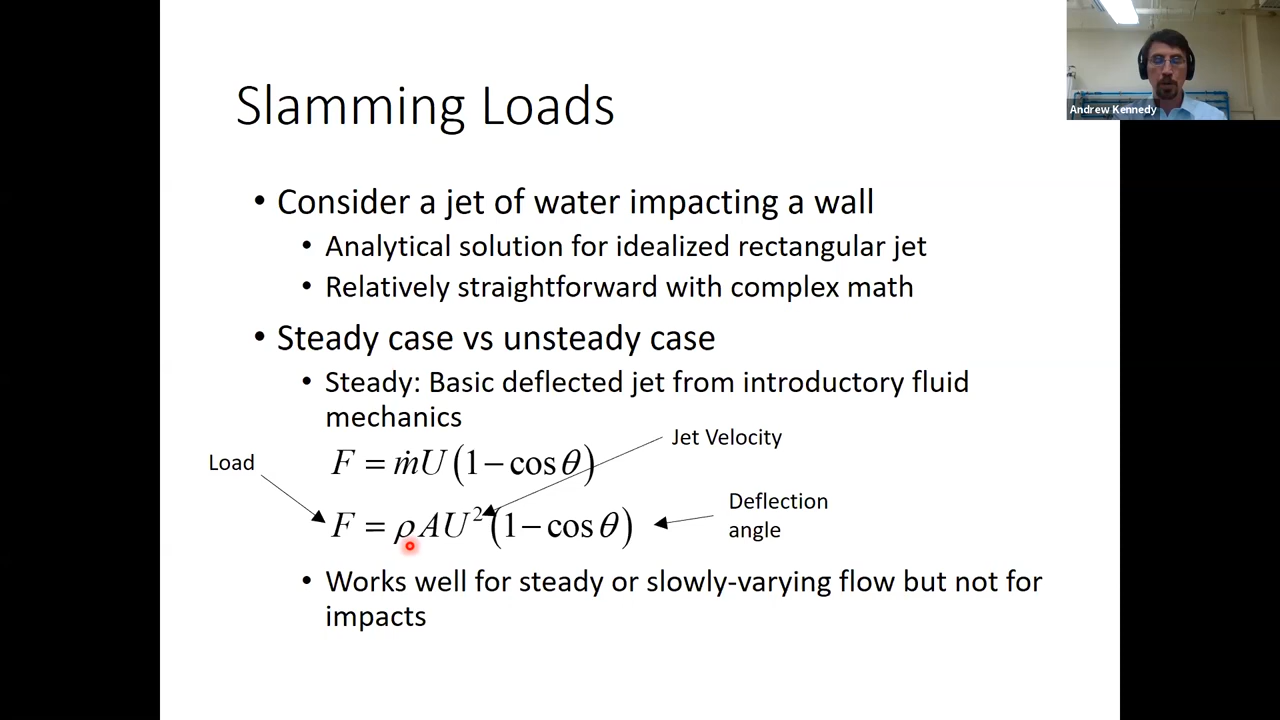 Slamming Loads
Andrew Kennedy
• Consider a jet of water impacting a wall
• Analytical solution for idealized rectangular jet
• Relatively straightforward with complex math
• Steady case vs unsteady case
• Steady: Basic deflected jet from introductory fluid
mechanics
Jet Velocity
Load
F = ṁU(1−cosθ)
F = ρAU²(1−cosθ)
Deflection
angle
• Works well for steady or slowly-varying flow but not for
impacts